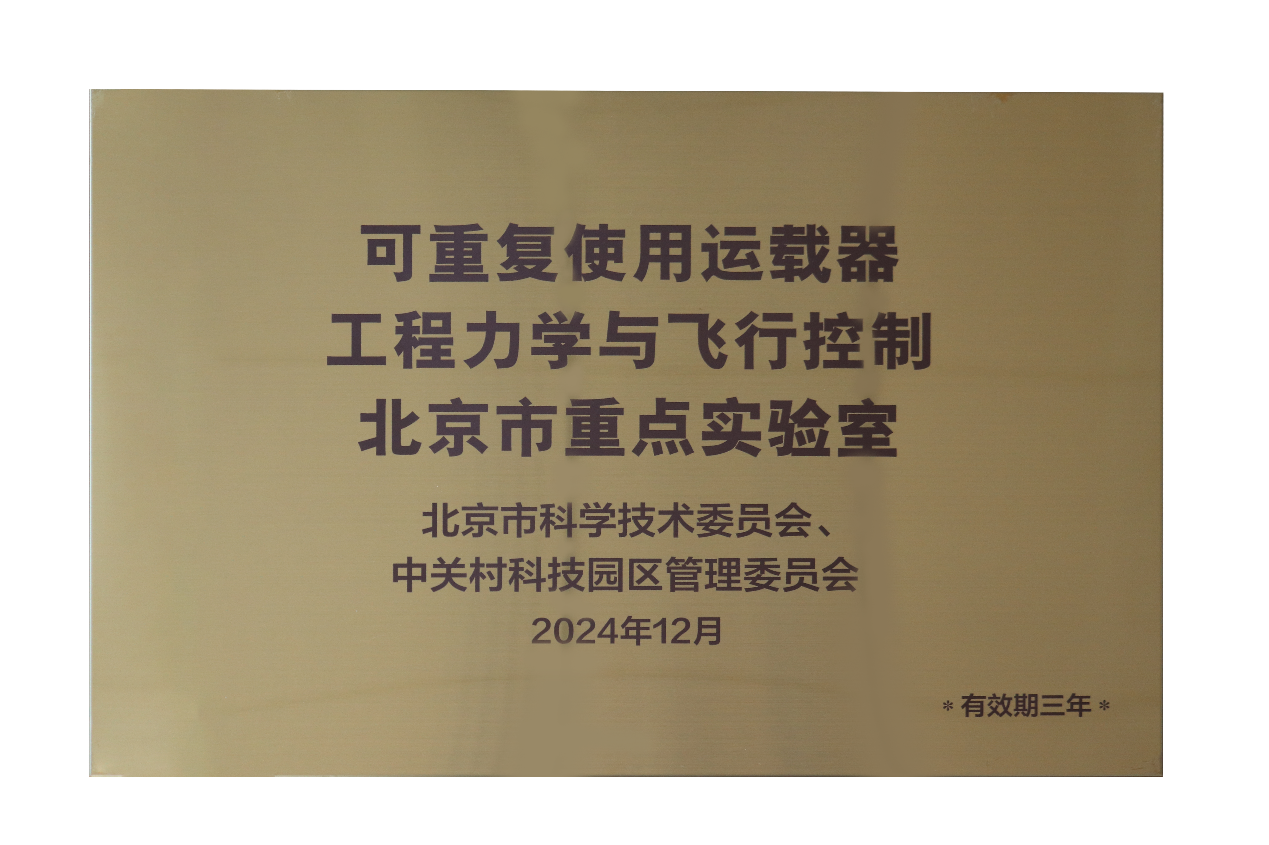 可重复使用运载器
工程力学与飞行控制
北京市重点实验室
北京市科学技术委员会、
中关村科技园区管理委员会
2024年12月
*有效期三年*